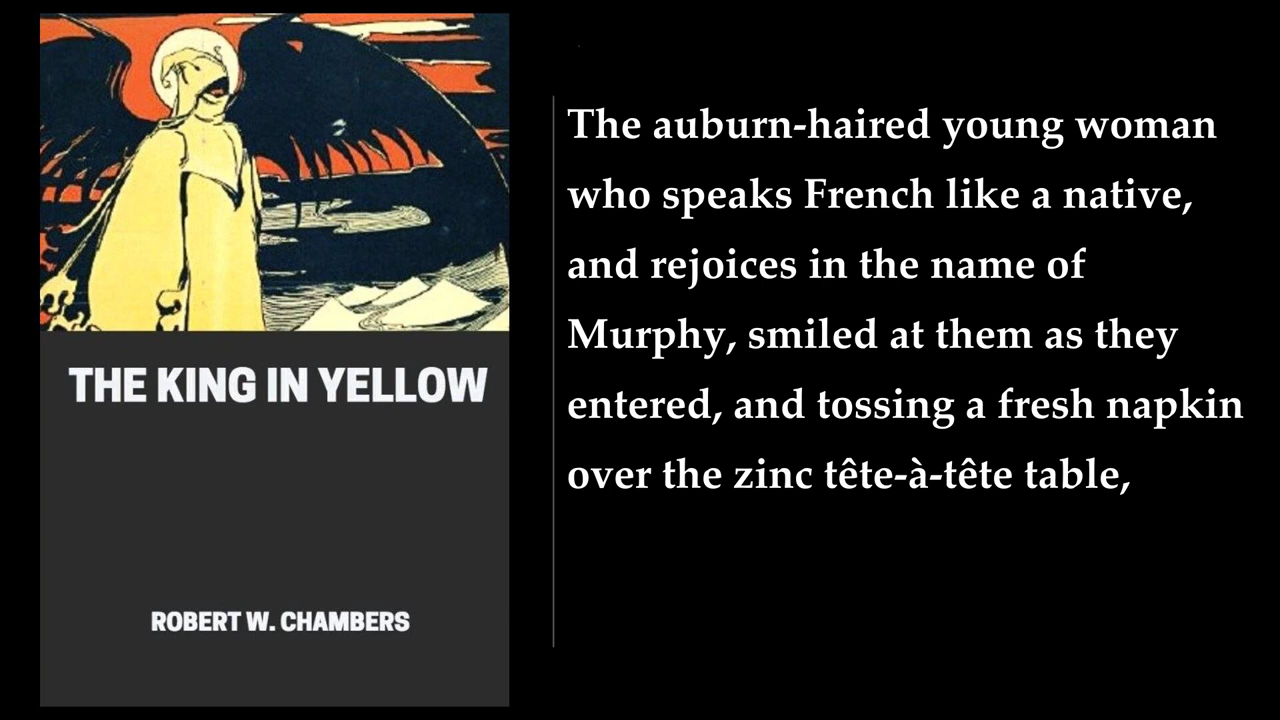 THE KING IN YELLOW
ROBERT W. CHAMBERS
The auburn-haired young woman
who speaks French like a native,
and rejoices in the name of
Murphy, smiled at them as they
entered, and tossing a fresh napkin
over the zinc tête-à-tête table,